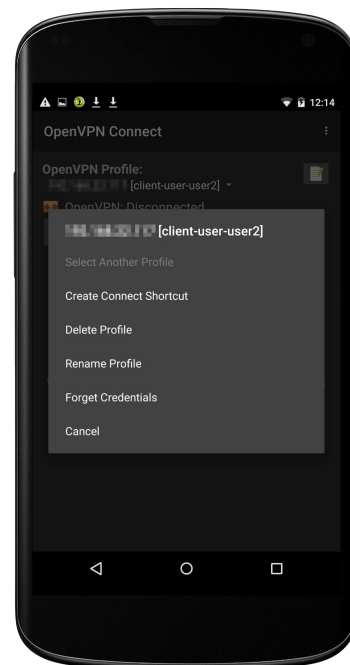 12:14
OpenVPN Connect
OpenVPN Profile:
[client-user-user2]
OpenVPN: Disconnected
[client-user-user2]
Select Another Profile
Create Connect Shortcut
Delete Profile
Rename Profile
Forget Credentials
Cancel